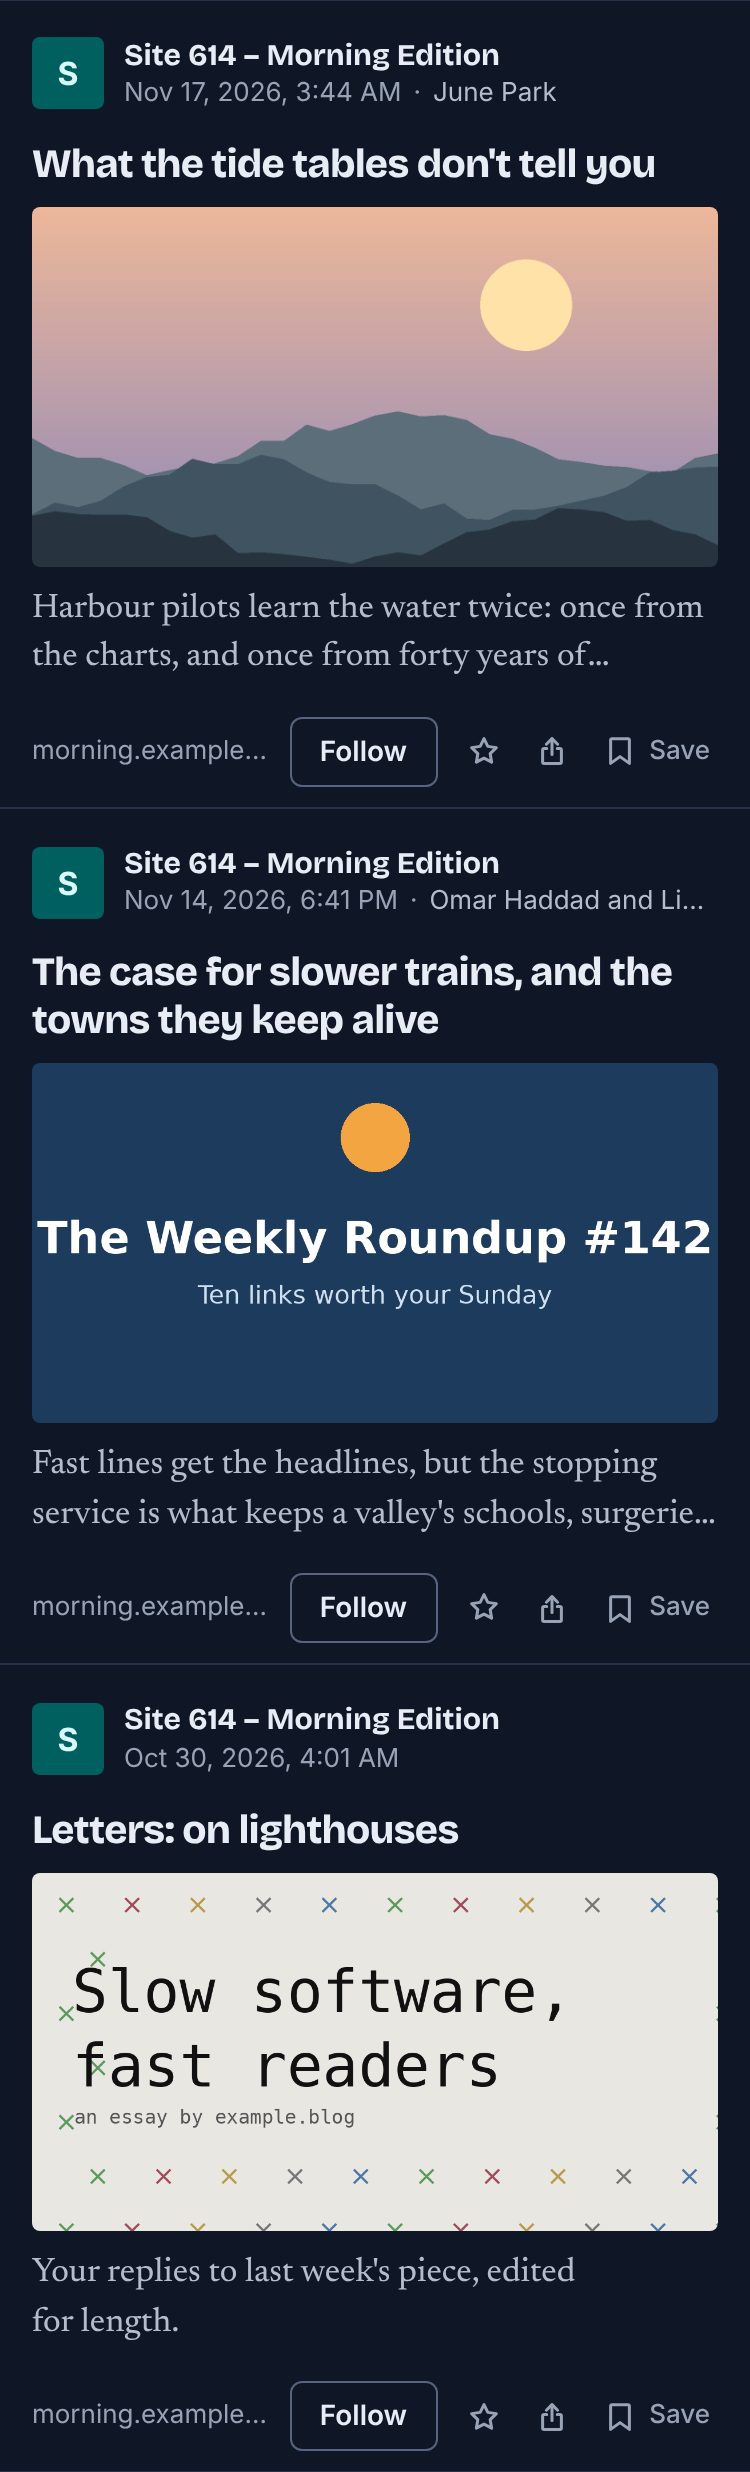 S
Site 614 – Morning Edition
Nov 17, 2026, 3:44 AM · June Park
What the tide tables don't tell you
Harbour pilots learn the water twice: once from
the charts, and once from forty years of…
morning.example…
Follow
Save
S
Site 614 – Morning Edition
Nov 14, 2026, 6:41 PM · Omar Haddad and Li…
The case for slower trains, and the
towns they keep alive
The Weekly Roundup #142
Ten links worth your Sunday
Fast lines get the headlines, but the stopping
service is what keeps a valley's schools, surgerie…
morning.example…
Follow
Save
S
Site 614 – Morning Edition
Oct 30, 2026, 4:01 AM
Letters: on lighthouses
Slow software,
fast readers
an essay by example.blog
Your replies to last week's piece, edited
for length.
morning.example…
Follow
Save